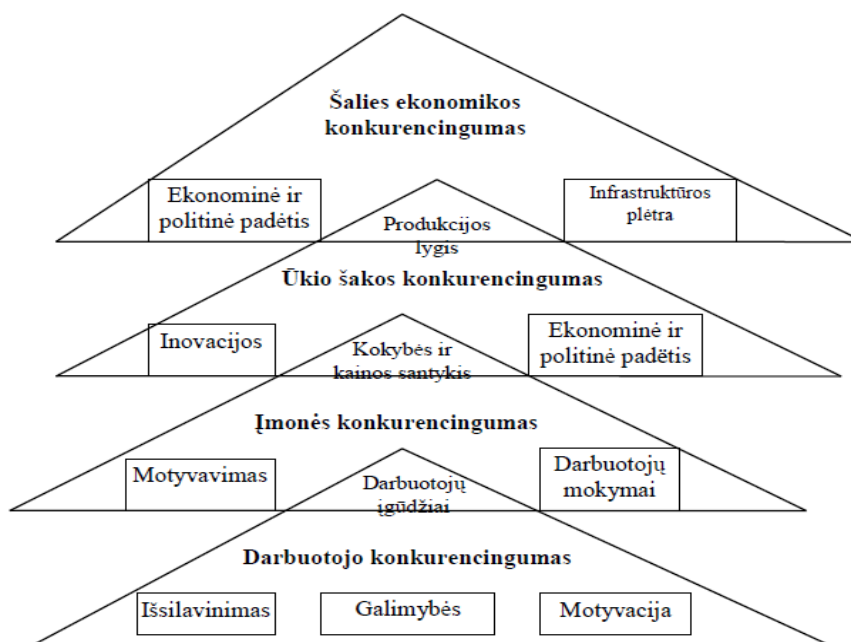 Šalies ekonomikos
konkurencingumas
Ekonominė ir
politinė padėtis
Produkcijos
lygis
Infrastruktūros
plėtra
Ūkio šakos konkurencingumas
Inovacijos
Kokybės ir
kainos santykis
Ekonominė ir
politinė padëtis
Įmonės konkurencingumas
Motyvavimas
Darbuotojų
įgūdžiai
Darbuotojų
mokymai
Darbuotojo konkurencingumas
Išsilavinimas
Galimybės
Motyvacija